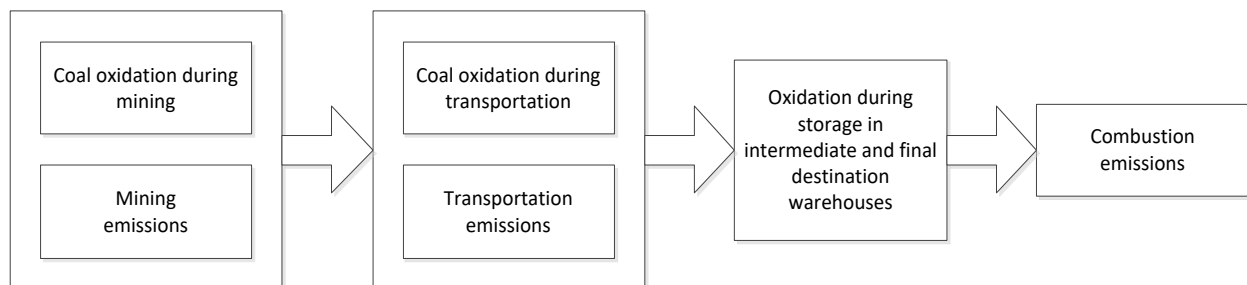 Coal oxidation during
mining
Mining
emissions
Coal oxidation during
transportation
Transportation
emissions
Oxidation during
storage in
intermediate and final
destination
warehouses
Combustion
emissions